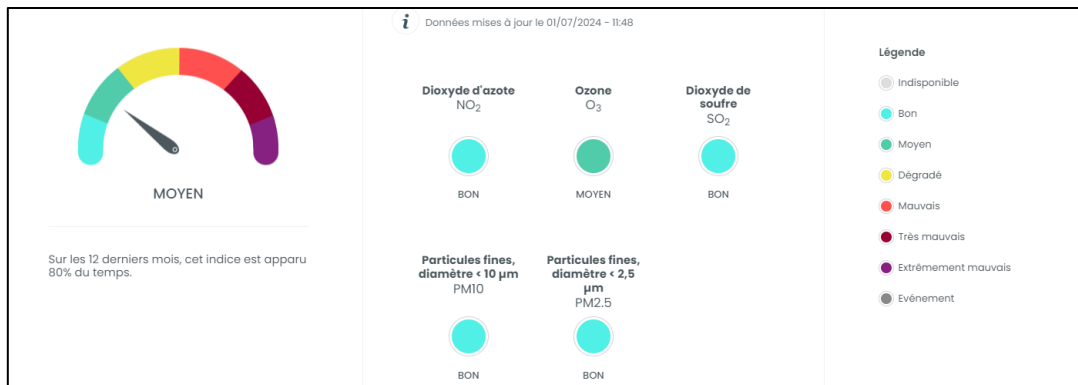 MOYEN
Sur les 12 derniers mois, cet indice est apparu
80% du temps.
i Données mises à jour le 01/07/2024 - 11:48
Dioxyde d'azote
NO₂
BON
Ozone
O₃
MOYEN
Dioxyde de
soufre
SO₂
BON
Particules fines,
diamètre < 10 µm
PM10
BON
Particules fines,
diamètre < 2,5
µm
PM2.5
BON
Légende
Indisponible
Bon
Moyen
Dégradé
Mauvais
Très mauvais
Extrêmement mauvais
Evénement